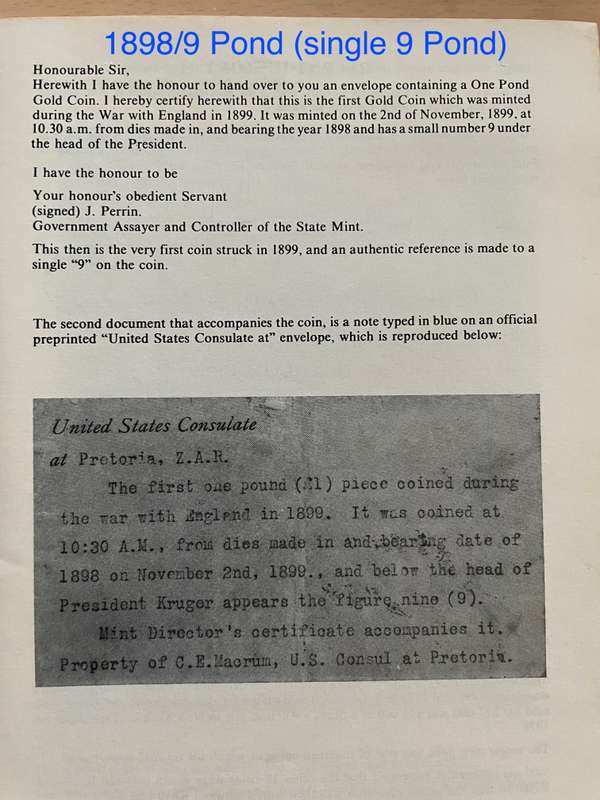 1898/9 Pond (single 9 Pond)
Honourable Sir,
Herewith I have the honour to hand over to you an envelope containing a One Pond
Gold Coin. I hereby certify herewith that this is the first Gold Coin which was minted
during the War with England in 1899. It was minted on the 2nd of November, 1899, at
10.30 a.m. from dies made in, and bearing the year 1898 and has a small number 9 under
the head of the President.
I have the honour to be
Your honour's obedient Servant
(signed) J. Perrin.
Government Assayer and Controller of the State Mint.
This then is the very first coin struck in 1899, and an authentic reference is made to a
single “9” on the coin.
The second document that accompanies the coin, is a note typed in blue on an official
preprinted “United States Consulate at” envelope, which is reproduced below:
United States Consulate
at Pretoria, Z.A.R.
The first one pound (£1) piece coined during
the war with England in 1899. It was coined at
10:30 A.M., from dies made in and bearing date of
1898 on November 2nd, 1899., and below the head of
President Kruger appears the figure nine (9).
Mint Director's certificate accompanies it.
Property of C.E.Macrum, U.S. Consul at Pretoria.